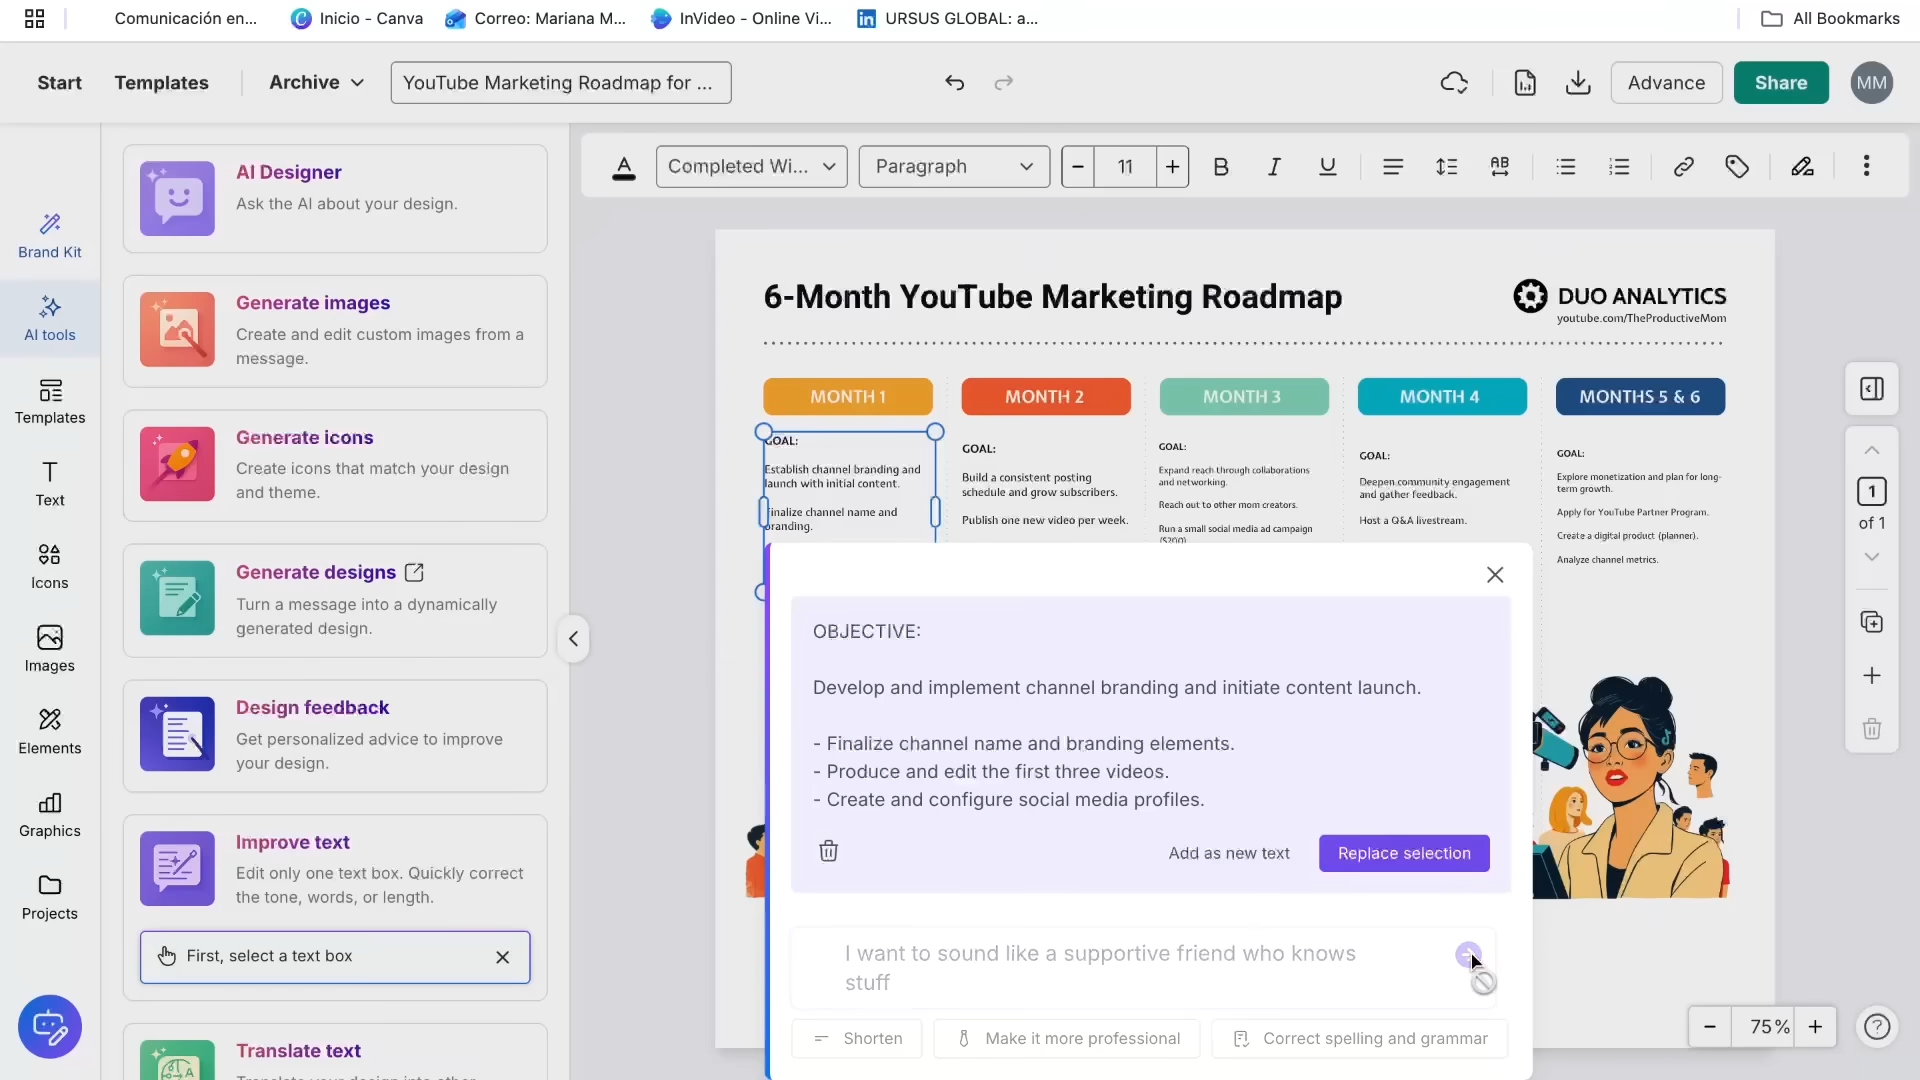 Comunicación en...
Inicio - Canva
Correo: Mariana M...
InVideo - Online Vi...
URSUS GLOBAL: a...
All Bookmarks
Start
Templates
Archive
YouTube Marketing Roadmap for ...
Advance
Share
MM
Brand Kit
AI tools
Templates
Text
Icons
Images
Elements
Graphics
Projects
AI Designer
Ask the AI about your design.
Generate images
Create and edit custom images from a
message.
Generate icons
Create icons that match your design
and theme.
Generate designs
Turn a message into a dynamically
generated design.
Design feedback
Get personalized advice to improve
your design.
Improve text
Edit only one text box. Quickly correct
the tone, words, or length.
First, select a text box
Translate text
Completed Wi...
Paragraph
11
6-Month YouTube Marketing Roadmap
DUO ANALYTICS
youtube.com/TheProductiveMom
MONTH 1
GOAL:
Establish channel branding and
launch with initial content.
Finalize channel name and
branding.
MONTH 2
GOAL:
Build a consistent posting
schedule and grow subscribers.
Publish one new video per week.
MONTH 3
GOAL:
Expand reach through collaborations
and networking.
Reach out to other mom creators.
Run a small social media ad campaign
($200)
MONTH 4
GOAL:
Deepen community engagement
and gather feedback.
Host a Q&A livestream.
MONTHS 5 & 6
GOAL:
Explore monetization and plan for long-
term growth.
Apply for YouTube Partner Program.
Create a digital product (planner).
Analyze channel metrics.
OBJECTIVE:
Develop and implement channel branding and initiate content launch.
- Finalize channel name and branding elements.
- Produce and edit the first three videos.
- Create and configure social media profiles.
Add as new text
Replace selection
I want to sound like a supportive friend who knows
stuff
Shorten
Make it more professional
Correct spelling and grammar
1
of 1
75%